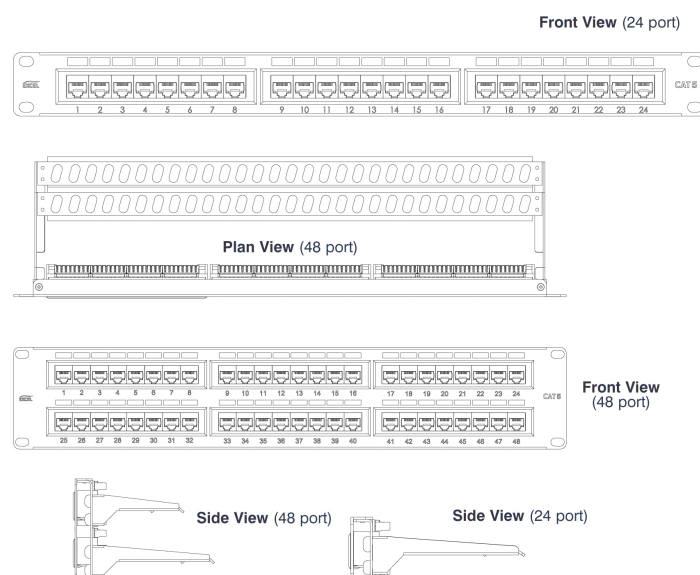 Front View (24 port)
EXCEL
CAT 5
1 2 3 4 5 6 7 8 9 10 11 12 13 14 15 16 17 18 19 20 21 22 23 24
Plan View (48 port)
1 2 3 4 5 6 7 8 9 10 11 12 13 14 15 16 17 18 19 20 21 22 23 24
EXCEL
CAT 5
Front View
(48 port)
25 26 27 28 29 30 31 32 33 34 35 36 37 38 39 40 41 42 43 44 45 46 47 48
Side View (48 port)
Side View (24 port)